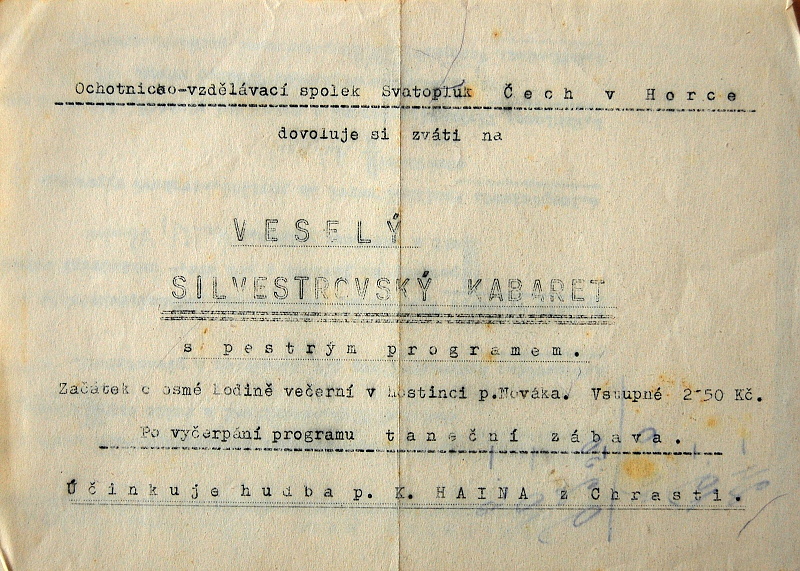 Ochotnicko-vzdělávací spolek Svatopluk Čech v Horce
dovoluje si zváti na
VESELÝ
SILVESTROVSKÝ KABARET
s pestrým programem.
Začátek o osmé hodině večerní v hostinci p.Nováka. Vstupné 2-50 Kč.
Po vyčerpání programu taneční zábava.
Účinkuje hudba p. K. HAINA z Chrasti.